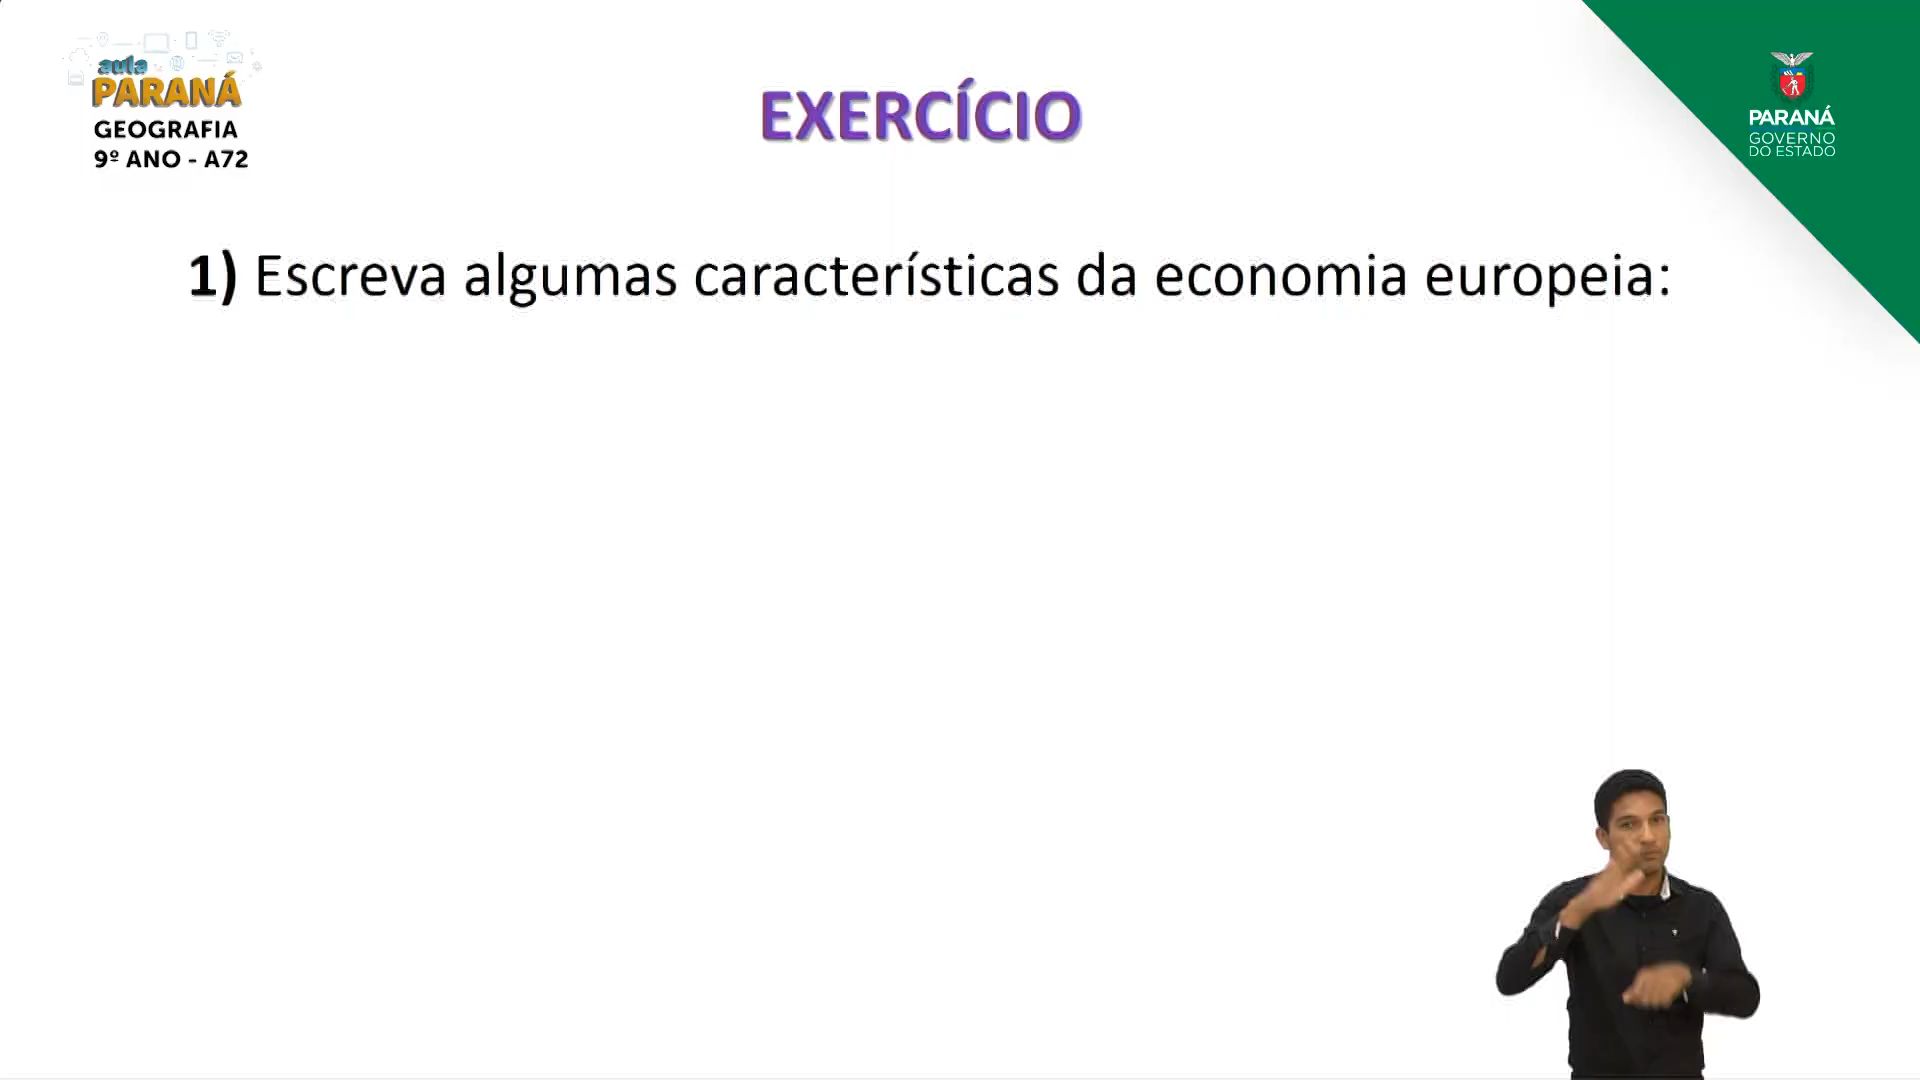 aula
PARANÁ
GEOGRAFIA
9º ANO - A72
EXERCÍCIO
PARANÁ
GOVERNO
DO ESTADO
1) Escreva algumas características da economia europeia: